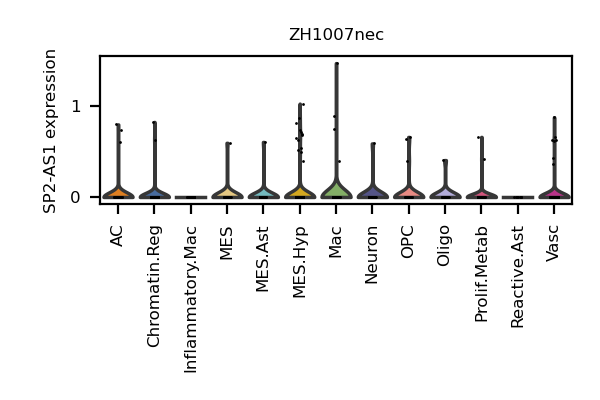 ZH1007nec
SP2-AS1 expression
1
0
AC
Chromatin.Reg
Inflammatory.Mac
MES
MES.Ast
MES.Hyp
Mac
Neuron
OPC
Oligo
Prolif.Metab
Reactive.Ast
Vasc